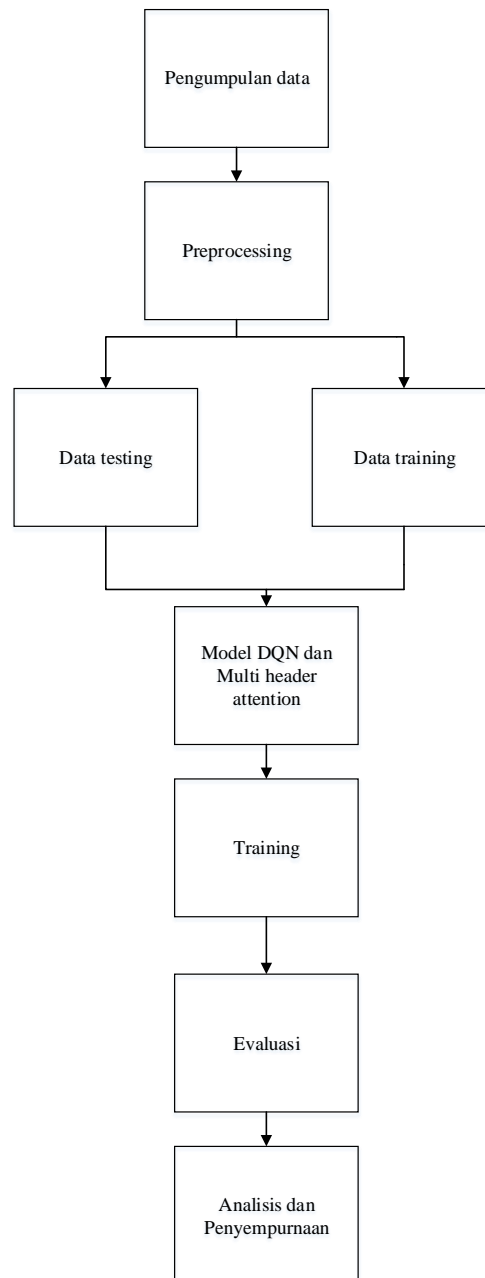 Pengumpulan data
Preprocessing
Data testing
Data training
Model DQN dan
Multi header
attention
Training
Evaluasi
Analisis dan
Penyempurnaan